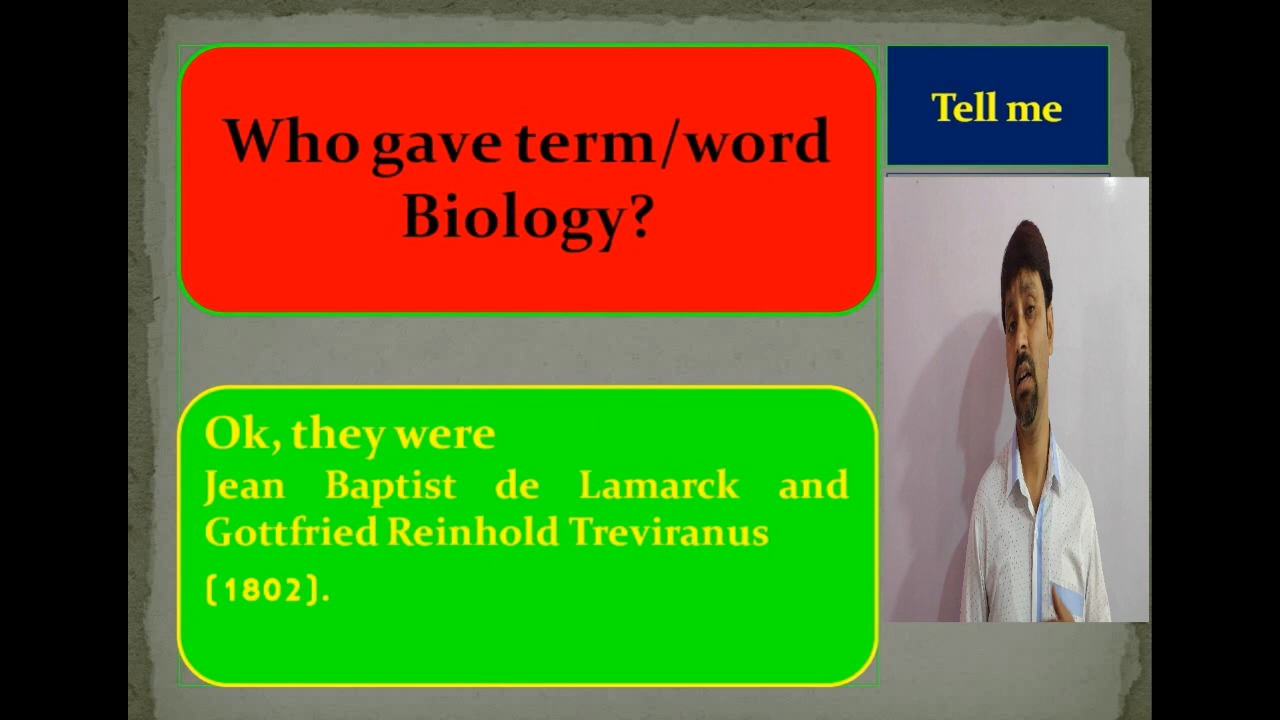 Who gave term/word
Biology?
Tell me
Ok, they were
Jean Baptist de Lamarck and
Gottfried Reinhold Treviranus
(1802).